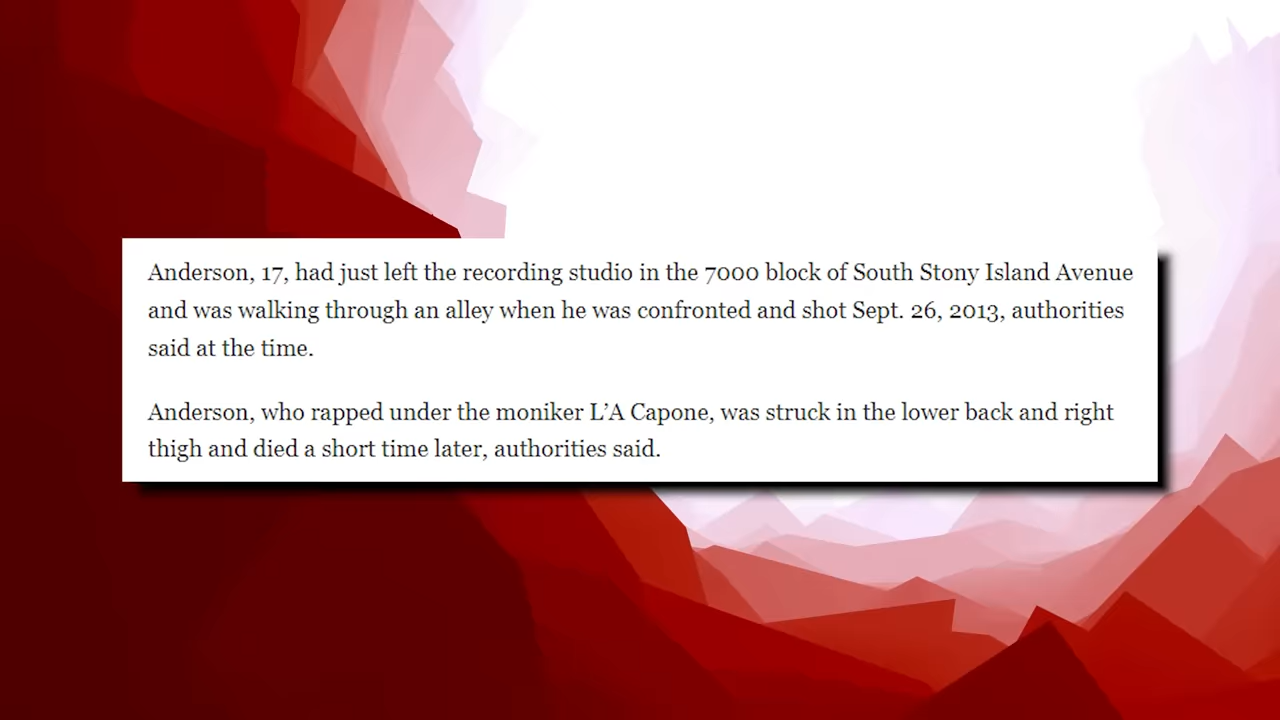 Anderson, 17, had just left the recording studio in the 7000 block of South Stony Island Avenue
and was walking through an alley when he was confronted and shot Sept. 26, 2013, authorities
said at the time.
Anderson, who rapped under the moniker L’A Capone, was struck in the lower back and right
thigh and died a short time later, authorities said.